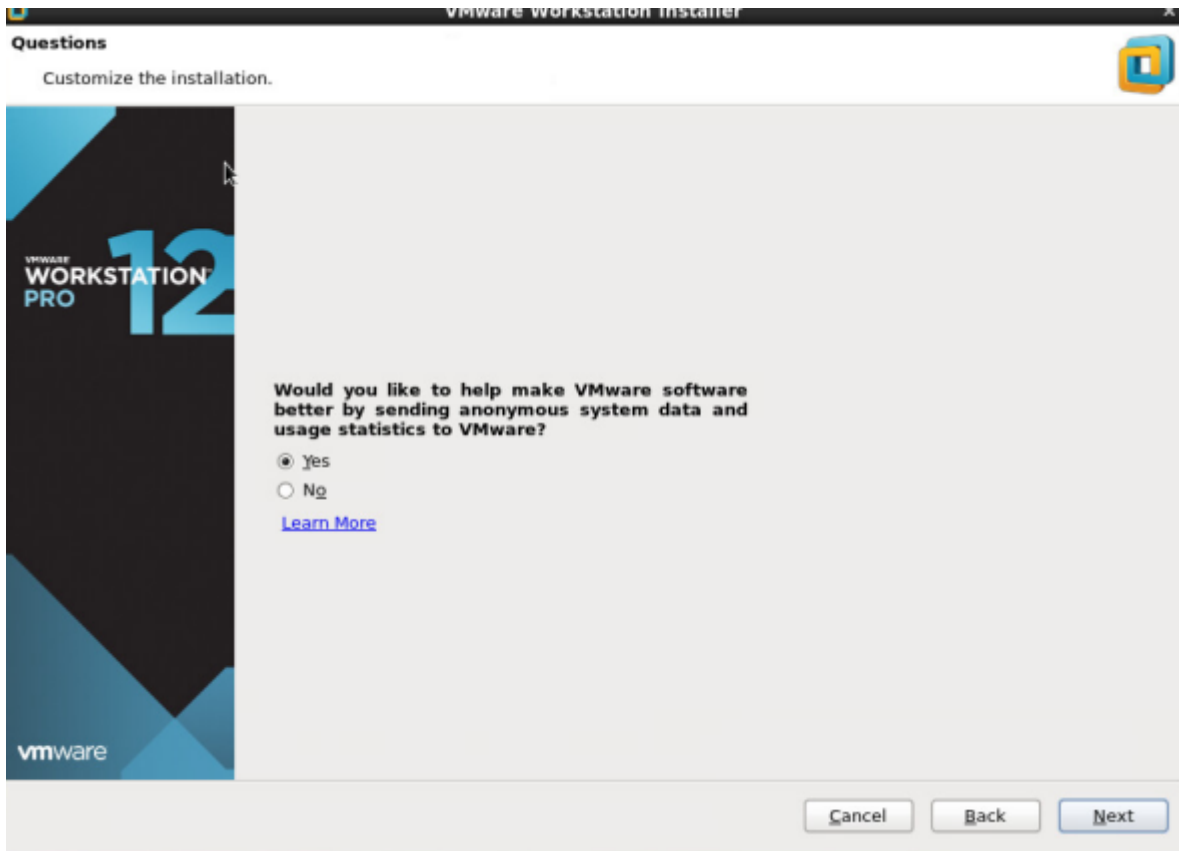 VMware Workstation Installer
Questions
Customize the installation.
VMWARE
WORKSTATION
PRO
12
Would you like to help make VMware software
better by sending anonymous system data and
usage statistics to VMware?
Yes
No
Learn More
vmware
Cancel
Back
Next